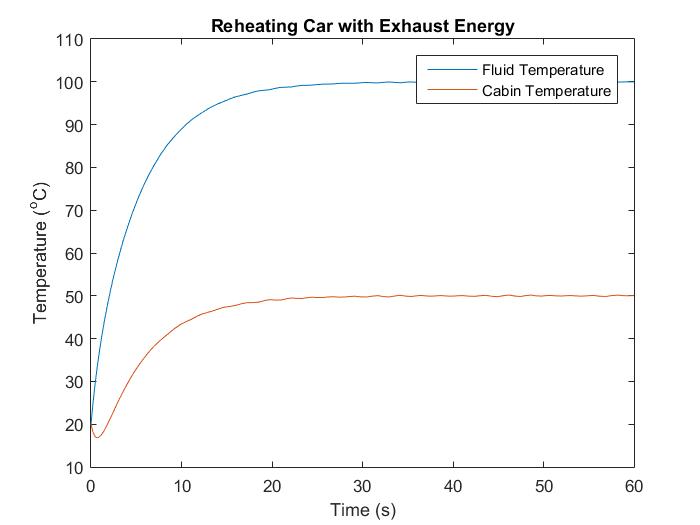 Reheating Car with Exhaust Energy
110
100
90
80
70
60
50
40
30
20
10
Temperature (°C)
Fluid Temperature
Cabin Temperature
0 10 20 30 40 50 60
Time (s)